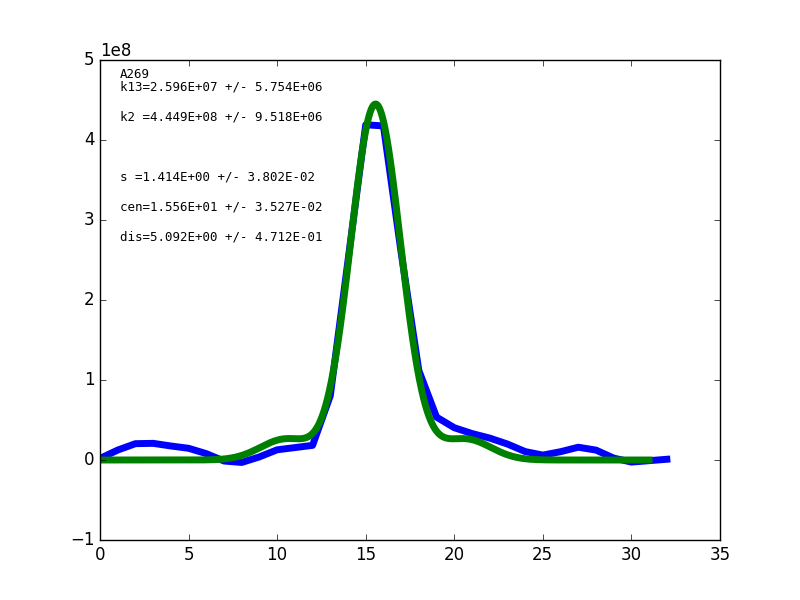 1e8
A269
k13=2.596E+07 +/- 5.754E+06
k2 =4.449E+08 +/- 9.518E+06
s =1.414E+00 +/- 3.802E-02
cen=1.556E+01 +/- 3.527E-02
dis=5.092E+00 +/- 4.712E-01
5
4
3
2
1
0
−1
0 5 10 15 20 25 30 35